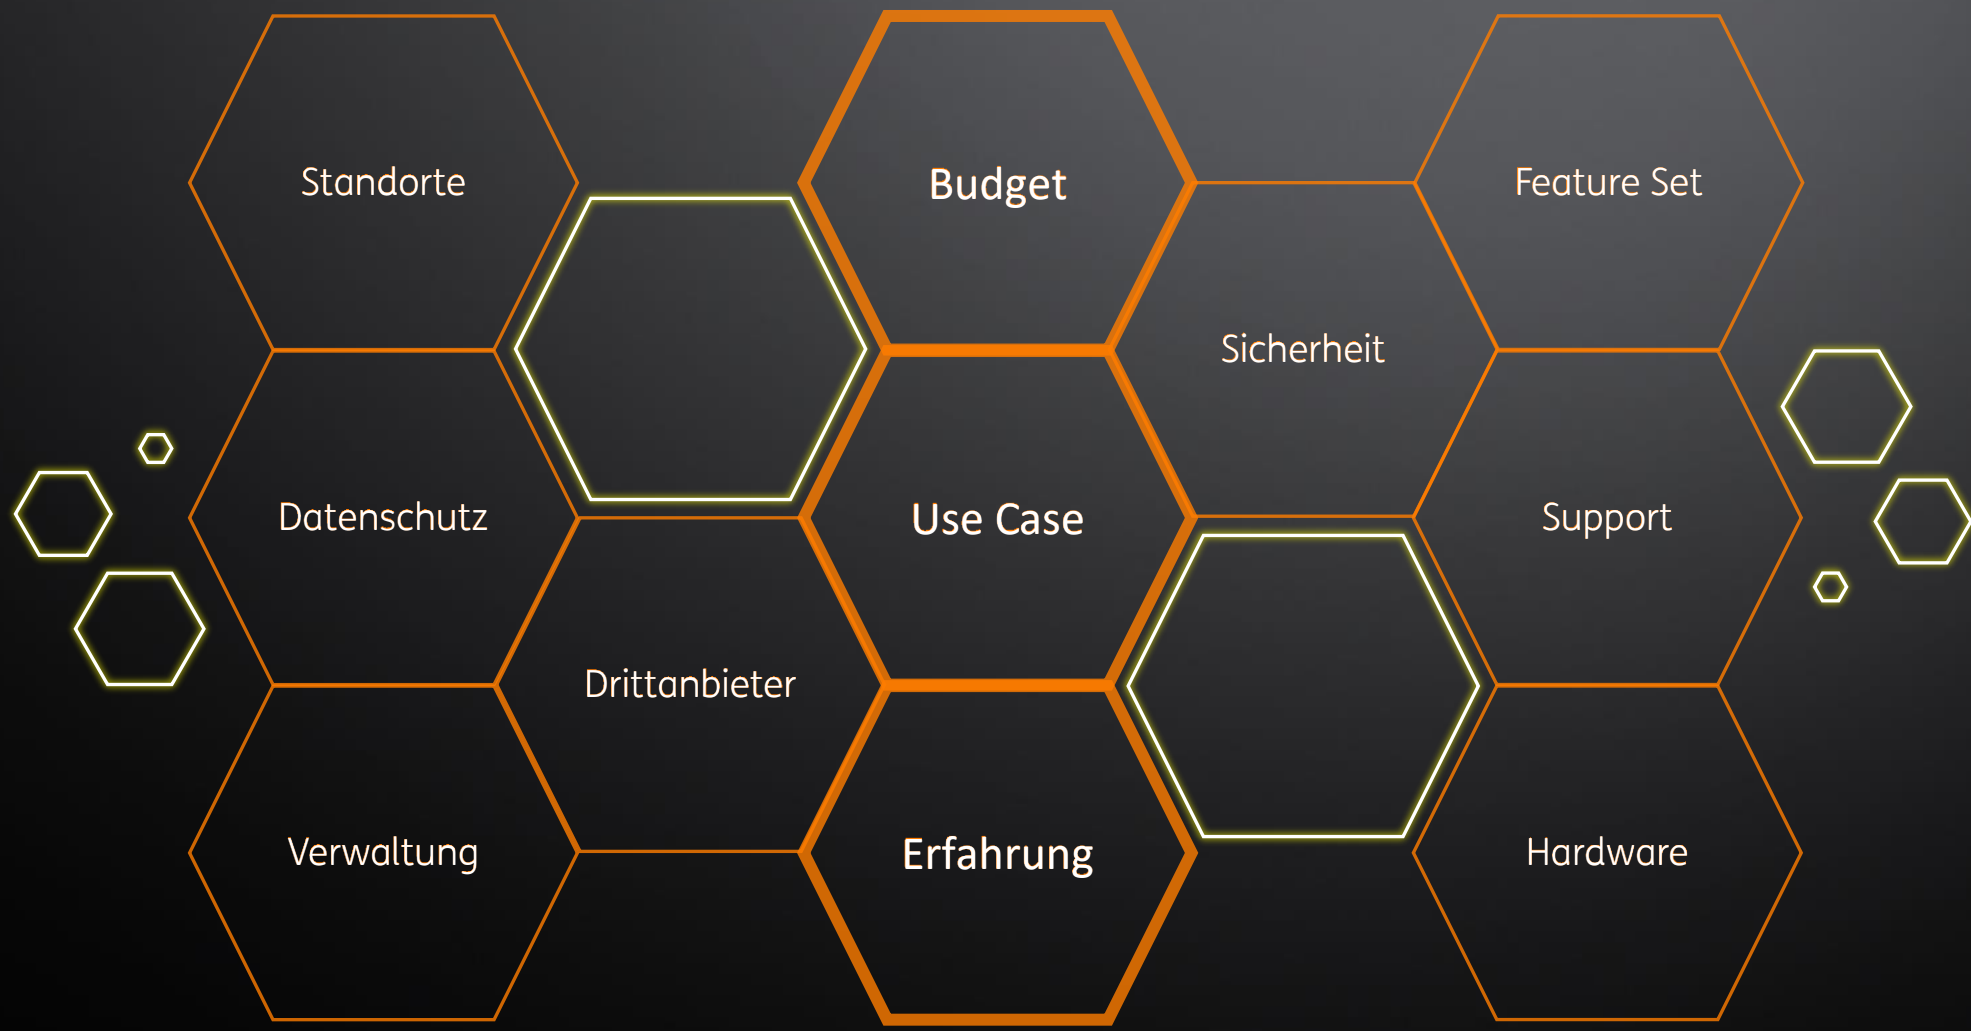 Standorte
Budget
Feature Set
Sicherheit
Datenschutz
Use Case
Support
Drittanbieter
Verwaltung
Erfahrung
Hardware